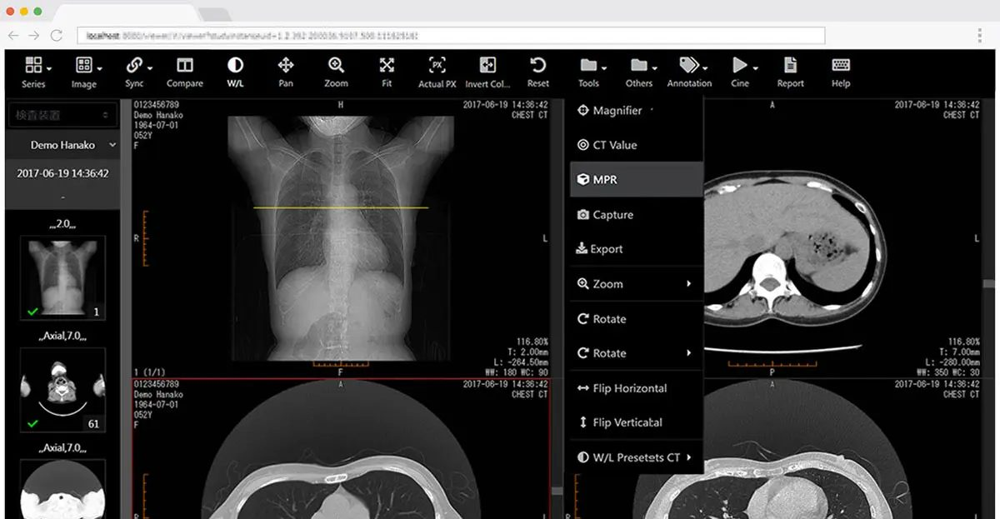 localhost
Series
Image
Sync
Compare
W/L
Pan
Zoom
Fit
Actual PX
Invert Col...
Reset
Tools
Others
Annotation
Cine
Report
Help
検査装置
Demo Hanako
2017-06-19 14:36:42
-
,,,2.0,,,
1
,,Axial,7.0,,,
61
,,Axial,7.0,,,
0123456789
Demo Hanako
1964-07-01
052Y
F
H
2017-06-19 14:36:42
CHEST CT
R
L
116.80%
T: 2.00mm
L: -264.50mm
WW: 180 WC: 90
1 (1/1)
F
Magnifier
CT Value
MPR
Capture
Export
Zoom
Rotate
Rotate
Flip Horizontal
Flip Verticatal
W/L Presetsts CT
A
2017-06-19 14:36:42
CHEST CT
L
116.80%
T: 7.00mm
L: -280.00mm
WW: 350 WC: 30
P
0123456789
Demo Hanako
1964-07-01
052Y
F
A
2017-06-19 14:36:42
CHEST CT
R
L
A
2017-06-19 14:36:42
CHEST CT
R
L